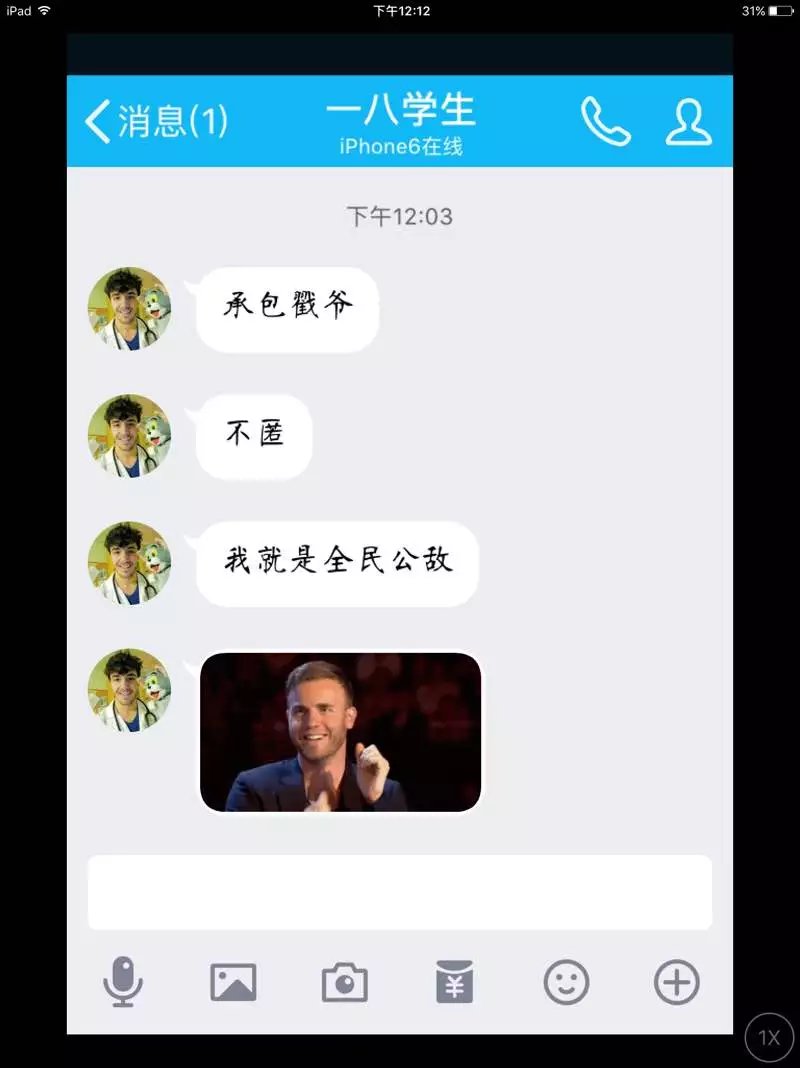 iPad 下午12:12 31%
消息(1) 一八学生
iPhone6在线
下午12:03
承包戳爷
不匿
我就是全民公敌
¥
1X